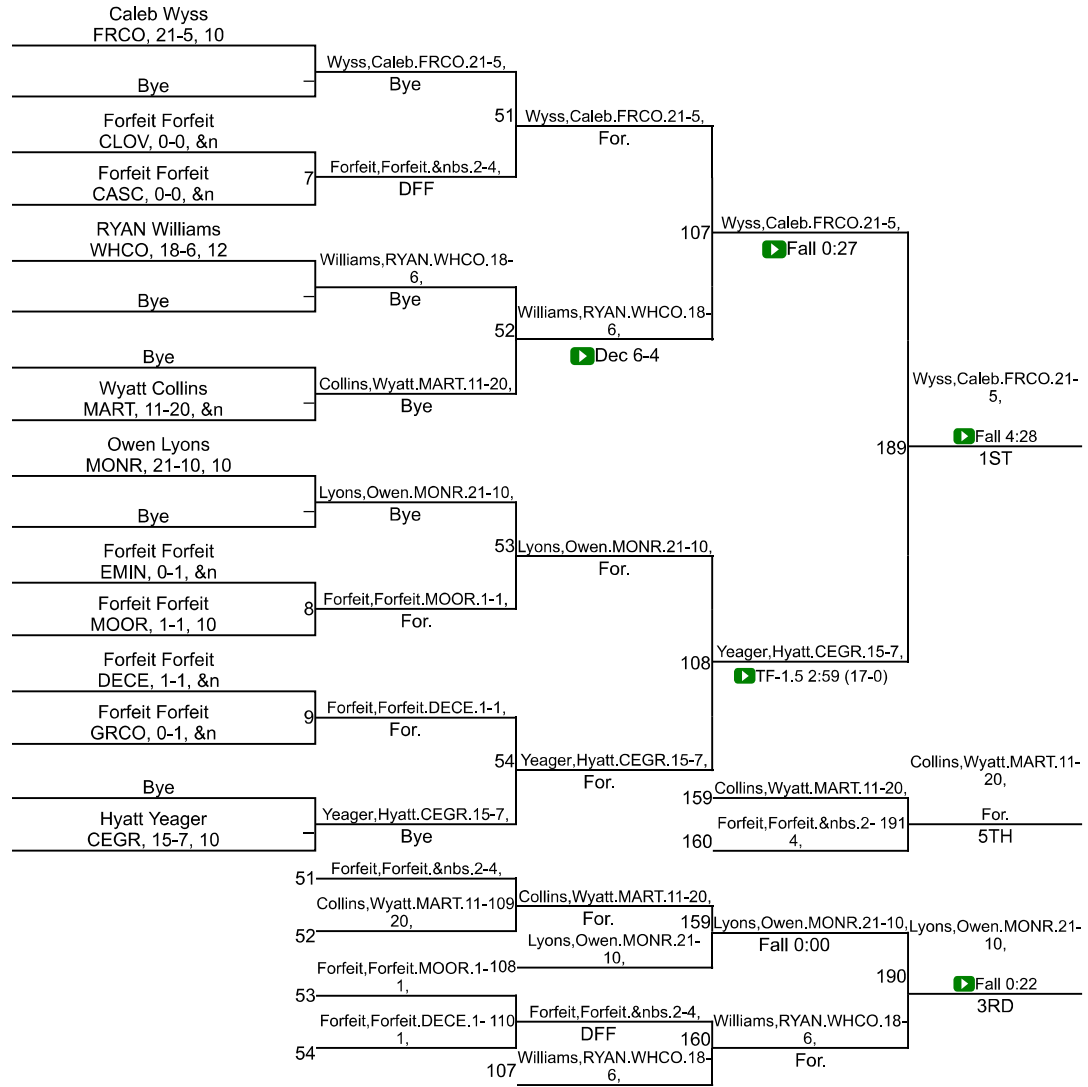 Caleb Wyss
FRCO, 21-5, 10
Bye
Forfeit Forfeit
CLOV, 0-0, &n
Forfeit Forfeit
CASC, 0-0, &n
7
RYAN Williams
WHCO, 18-6, 12
Bye
Bye
Wyatt Collins
MART, 11-20, &n
Owen Lyons
MONR, 21-10, 10
Bye
Forfeit Forfeit
EMIN, 0-1, &n
Forfeit Forfeit
MOOR, 1-1, 10
8
Forfeit Forfeit
DECE, 1-1, &n
Forfeit Forfeit
GRCO, 0-1, &n
9
Bye
Hyatt Yeager
CEGR, 15-7, 10
Wyss,Caleb.FRCO.21-5,
Bye
51
Forfeit,Forfeit.&nbs.2-4,
DFF
Williams,RYAN.WHCO.18-
6,
Bye
52
Collins,Wyatt.MART.11-20,
Bye
Lyons,Owen.MONR.21-10,
Bye
53
Forfeit,Forfeit.MOOR.1-1,
For.
Forfeit,Forfeit.DECE.1-1,
For.
54
Yeager,Hyatt.CEGR.15-7,
Bye
Wyss,Caleb.FRCO.21-5,
For.
107
Williams,RYAN.WHCO.18-
6,
Dec 6-4
Lyons,Owen.MONR.21-10,
For.
108
Yeager,Hyatt.CEGR.15-7,
For.
Wyss,Caleb.FRCO.21-5,
Fall 0:27
189
Yeager,Hyatt.CEGR.15-7,
TF-1.5 2:59 (17-0)
Wyss,Caleb.FRCO.21-
5,
Fall 4:28
1ST
159
Collins,Wyatt.MART.11-20,
160
Forfeit,Forfeit.&nbs.2-
4,
191
Collins,Wyatt.MART.11-
20,
For.
5TH
51
Forfeit,Forfeit.&nbs.2-4,
52
Collins,Wyatt.MART.11-
20,
109
Collins,Wyatt.MART.11-20,
For.
108
Lyons,Owen.MONR.21-
10,
159
53
Forfeit,Forfeit.MOOR.1-
1,
54
Forfeit,Forfeit.DECE.1-
1,
110
Forfeit,Forfeit.&nbs.2-4,
DFF
107
Williams,RYAN.WHCO.18-
6,
160
Lyons,Owen.MONR.21-10,
Fall 0:00
190
Williams,RYAN.WHCO.18-
6,
For.
Lyons,Owen.MONR.21-
10,
Fall 0:22
3RD